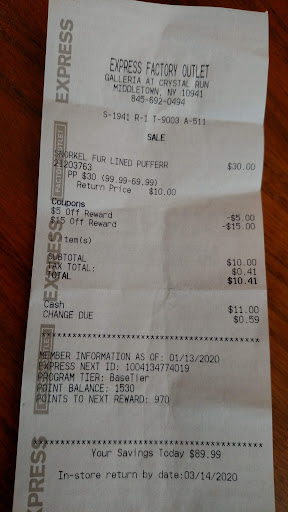 EXPRESS FACTORY OUTLET
GALLERIA AT CRYSTAL RUN
MIDDLETOWN, NY 10941
845-692-0494
S-1941 R-1 T-9003 A-511
SALE
NORKEL FUR LINED PUFFERR $30.00
21203763
PP $30 (99.99-69.99)
Return Price $10.00
Coupons
$5 Off Reward -$5.00
$15 Off Reward -$15.00
Item(s)
SUBTOTAL $10.00
TAX TOTAL: $0.41
TOTAL $10.41
Cash $11.00
CHANGE DUE $0.59
MEMBER INFORMATION AS OF: 01/13/2020
EXPRESS NEXT ID: 1004134774019
PROGRAM TIER: BaseTier
POINT BALANCE: 1530
POINTS TO NEXT REWARD: 970
Your Savings Today $89.99
In-store return by date:03/14/2020
EXPRESS
FACTORY OUTLET
EXPRESS
EXPRESS